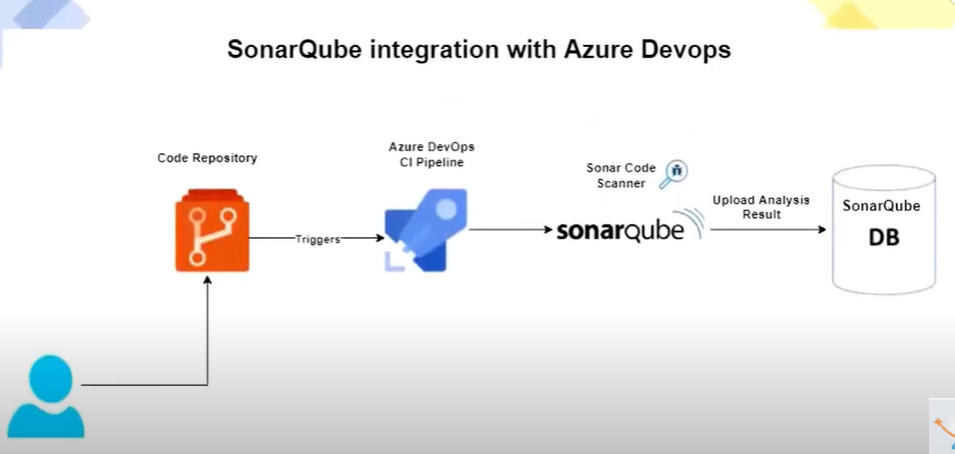 SonarQube integration with Azure Devops
Code Repository
Azure DevOps
CI Pipeline
Sonar Code
Scanner
Triggers
sonarqube
Upload Analysis
Result
SonarQube
DB